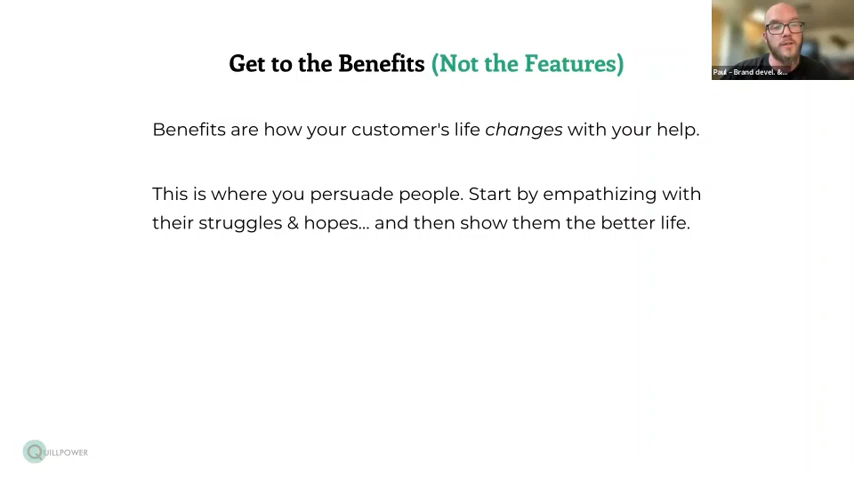 Get to the Benefits (Not the Features)
Paul - Brand devel. &...
Benefits are how your customer's life changes with your help.
This is where you persuade people. Start by empathizing with
their struggles & hopes... and then show them the better life.
QUILLPOWER